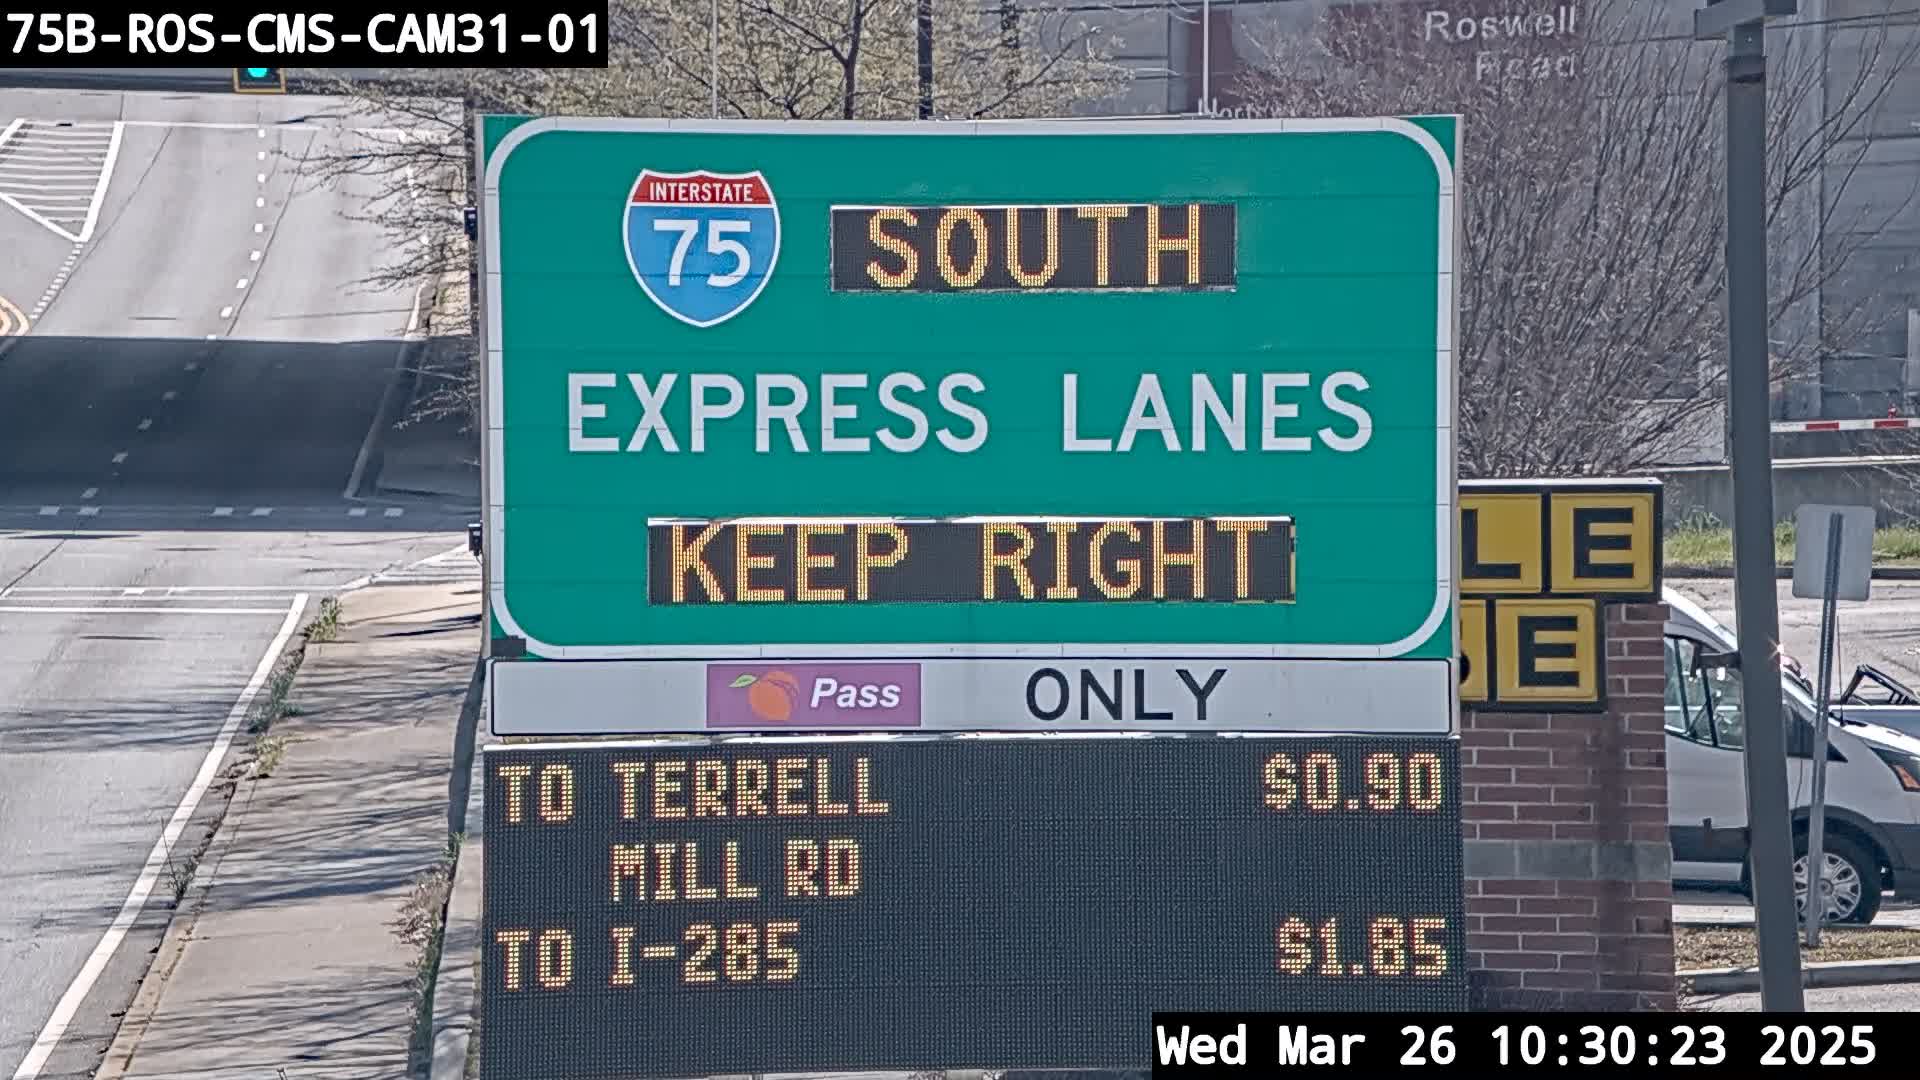 75B-ROS-CMS-CAM31-01
Roswell
Road
INTERSTATE
75
SOUTH
EXPRESS LANES
KEEP RIGHT
Pass ONLY
TO TERRELL $0.90
MILL RD
TO I-285 $1.85
LE
E
Wed Mar 26 10:30:23 2025